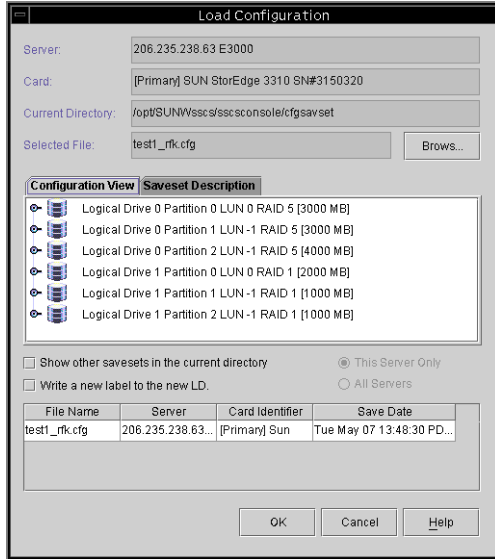 Load Configuration
Server: 206.235.238.63 E3000
Card: [Primary] SUN StorEdge 3310 SN#3150320
Current Directory: /opt/SUNWsscs/sscsconsole/cfgsavset
Selected File: test1_rfk.cfg Brows...
Configuration View Saveset Description
Logical Drive 0 Partition 0 LUN 0 RAID 5 [3000 MB]
Logical Drive 0 Partition 1 LUN -1 RAID 5 [3000 MB]
Logical Drive 0 Partition 2 LUN -1 RAID 5 [4000 MB]
Logical Drive 1 Partition 0 LUN 0 RAID 1 [2000 MB]
Logical Drive 1 Partition 1 LUN -1 RAID 1 [1000 MB]
Logical Drive 1 Partition 2 LUN -1 RAID 1 [1000 MB]
Show other savesets in the current directory This Server Only
Write a new label to the new LD. All Servers
File Name Server Card Identifier Save Date
test1_rfk.cfg 206.235.238.63... [Primary] Sun Tue May 07 13:48:30 PD...
OK Cancel Help